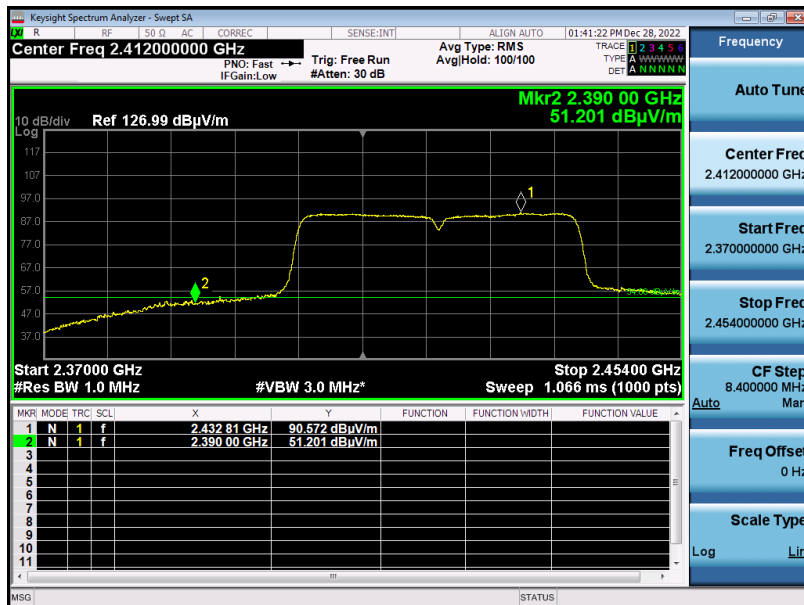 Keysight Spectrum Analyzer - Swept SA
LXI R RF 50 Ω AC CORREC SENSE:INT ALIGN AUTO 01:41:22 PM Dec 28, 2022
Center Freq 2.412000000 GHz
PNO: Fast
IFGain:Low
Trig: Free Run
#Atten: 30 dB
Avg Type: RMS
Avg|Hold: 100/100
TRACE 1 2 3 4 5 6
TYPE A WWWWW
DET A N N N N N
Mkr2 2.390 00 GHz
51.201 dBµV/m
10 dB/div Ref 126.99 dBµV/m
Log
117
107
97.0
87.0
77.0
67.0
57.0
47.0
37.0
1
2
Start 2.37000 GHz Stop 2.45400 GHz
#Res BW 1.0 MHz #VBW 3.0 MHz* Sweep 1.066 ms (1000 pts)
MKR MODE TRC SCL X Y FUNCTION FUNCTION WIDTH FUNCTION VALUE
1 N 1 f 2.432 81 GHz 90.572 dBµV/m
2 N 1 f 2.390 00 GHz 51.201 dBµV/m
3
4
5
6
7
8
9
10
11
MSG STATUS
Frequency
Auto Tune
Center Freq
2.412000000 GHz
Start Freq
2.370000000 GHz
Stop Freq
2.454000000 GHz
CF Step
8.400000 MHz
Auto Man
Freq Offset
0 Hz
Scale Type
Log Lin